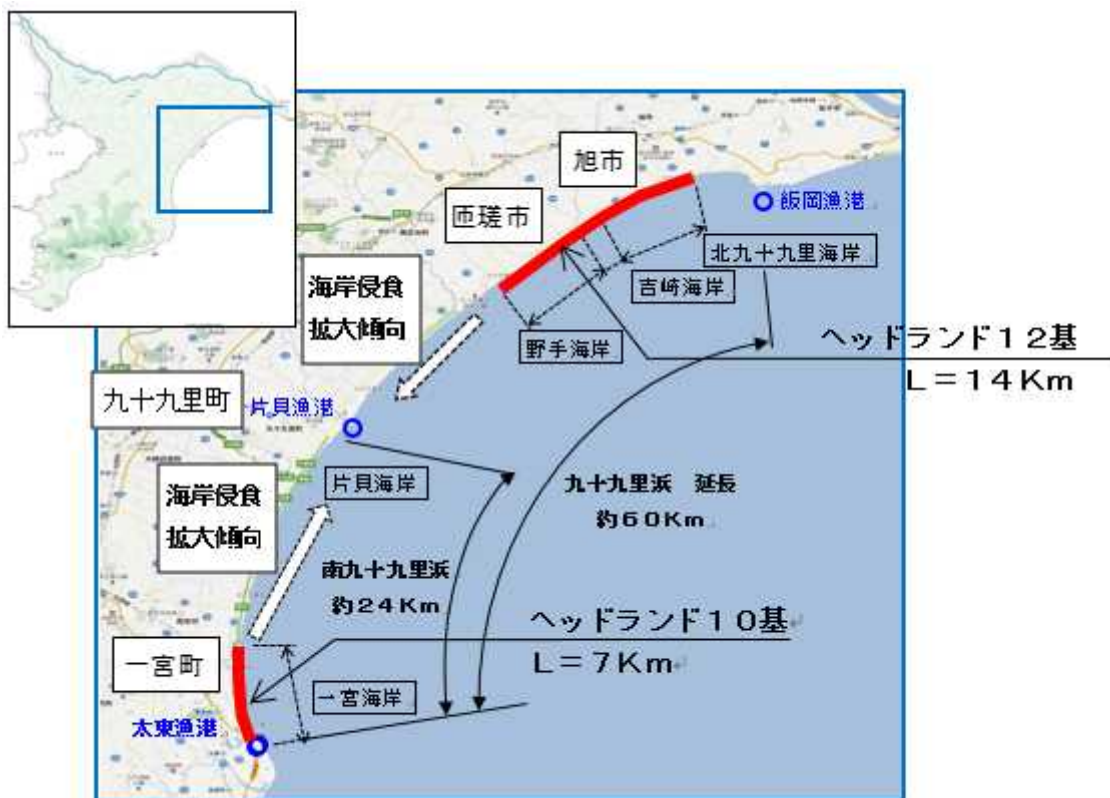 旭市
飯岡漁港
匝瑳市
北九十九里海岸
海岸侵食
拡大傾向
吉崎海岸
野手海岸
ヘッドランド12基
L=14Km
九十九里町
片貝漁港
海岸侵食
拡大傾向
片貝海岸
九十九里浜 延長
約60Km
南九十九里浜
約24Km
ヘッドランド10基
L=7Km
一宮町
一宮海岸
太東漁港